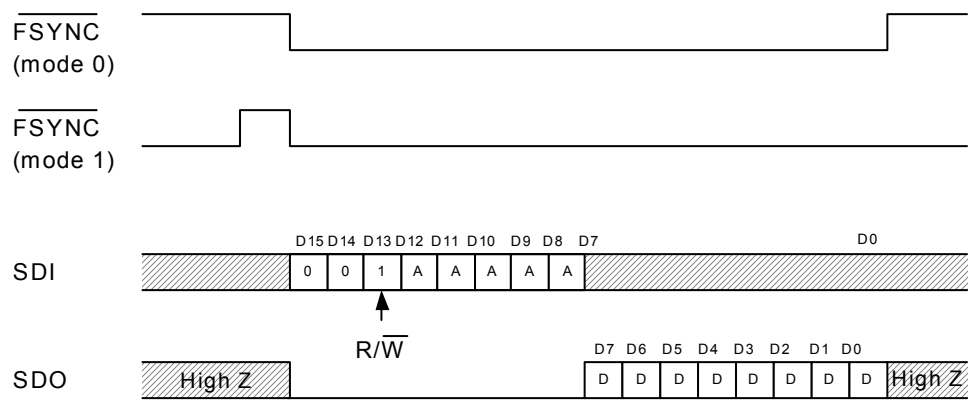 FSYNC
(mode 0)
FSYNC
(mode 1)
D15 D14 D13 D12 D11 D10 D9 D8 D7 D0
SDI 0 0 1 A A A A A
R/W
D7 D6 D5 D4 D3 D2 D1 D0
SDO High Z D D D D D D D D High Z